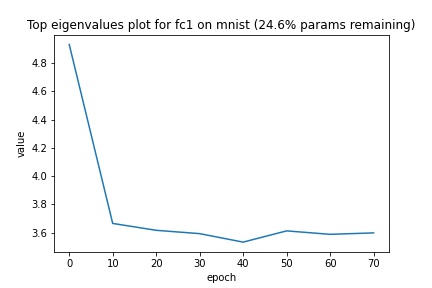 Top eigenvalues plot for fc1 on mnist (24.6% params remaining)
4.8
4.6
4.4
4.2
4.0
3.8
3.6
value
0 10 20 30 40 50 60 70
epoch